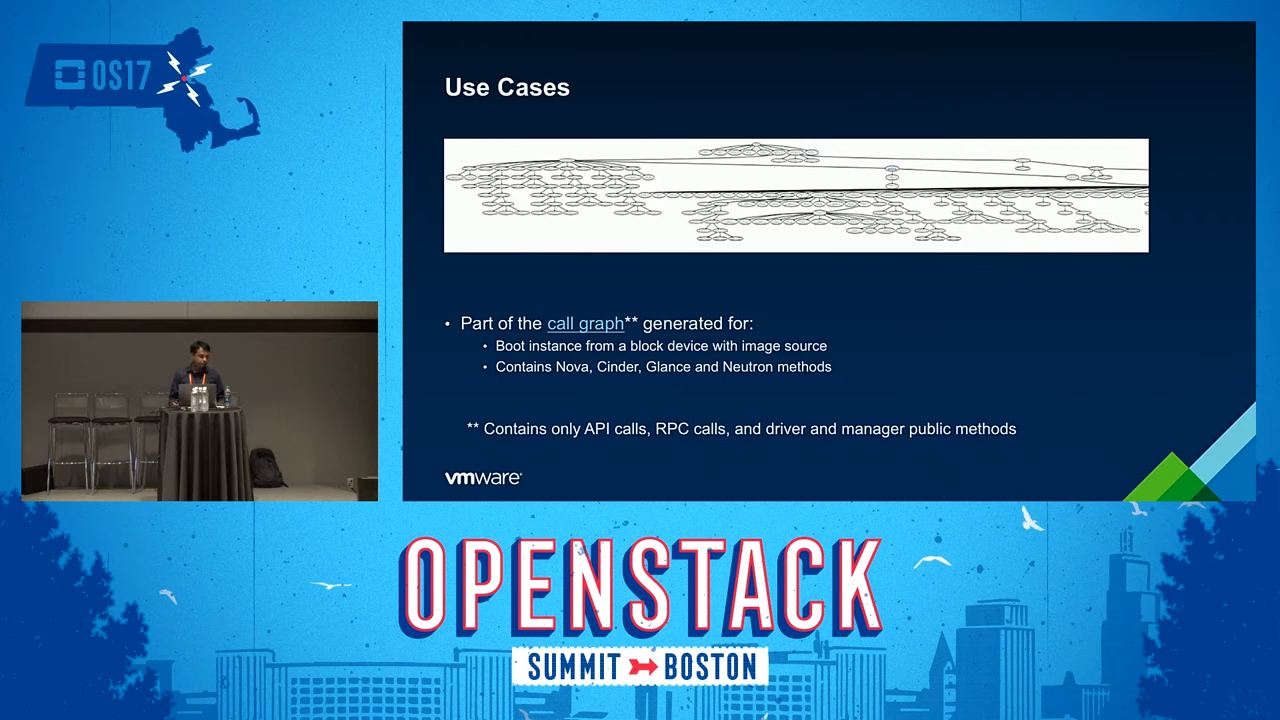 OS17
Use Cases
• Part of the call graph** generated for:
• Boot instance from a block device with image source
• Contains Nova, Cinder, Glance and Neutron methods
** Contains only API calls, RPC calls, and driver and manager public methods
vmware®
OPENSTACK
SUMMIT BOSTON